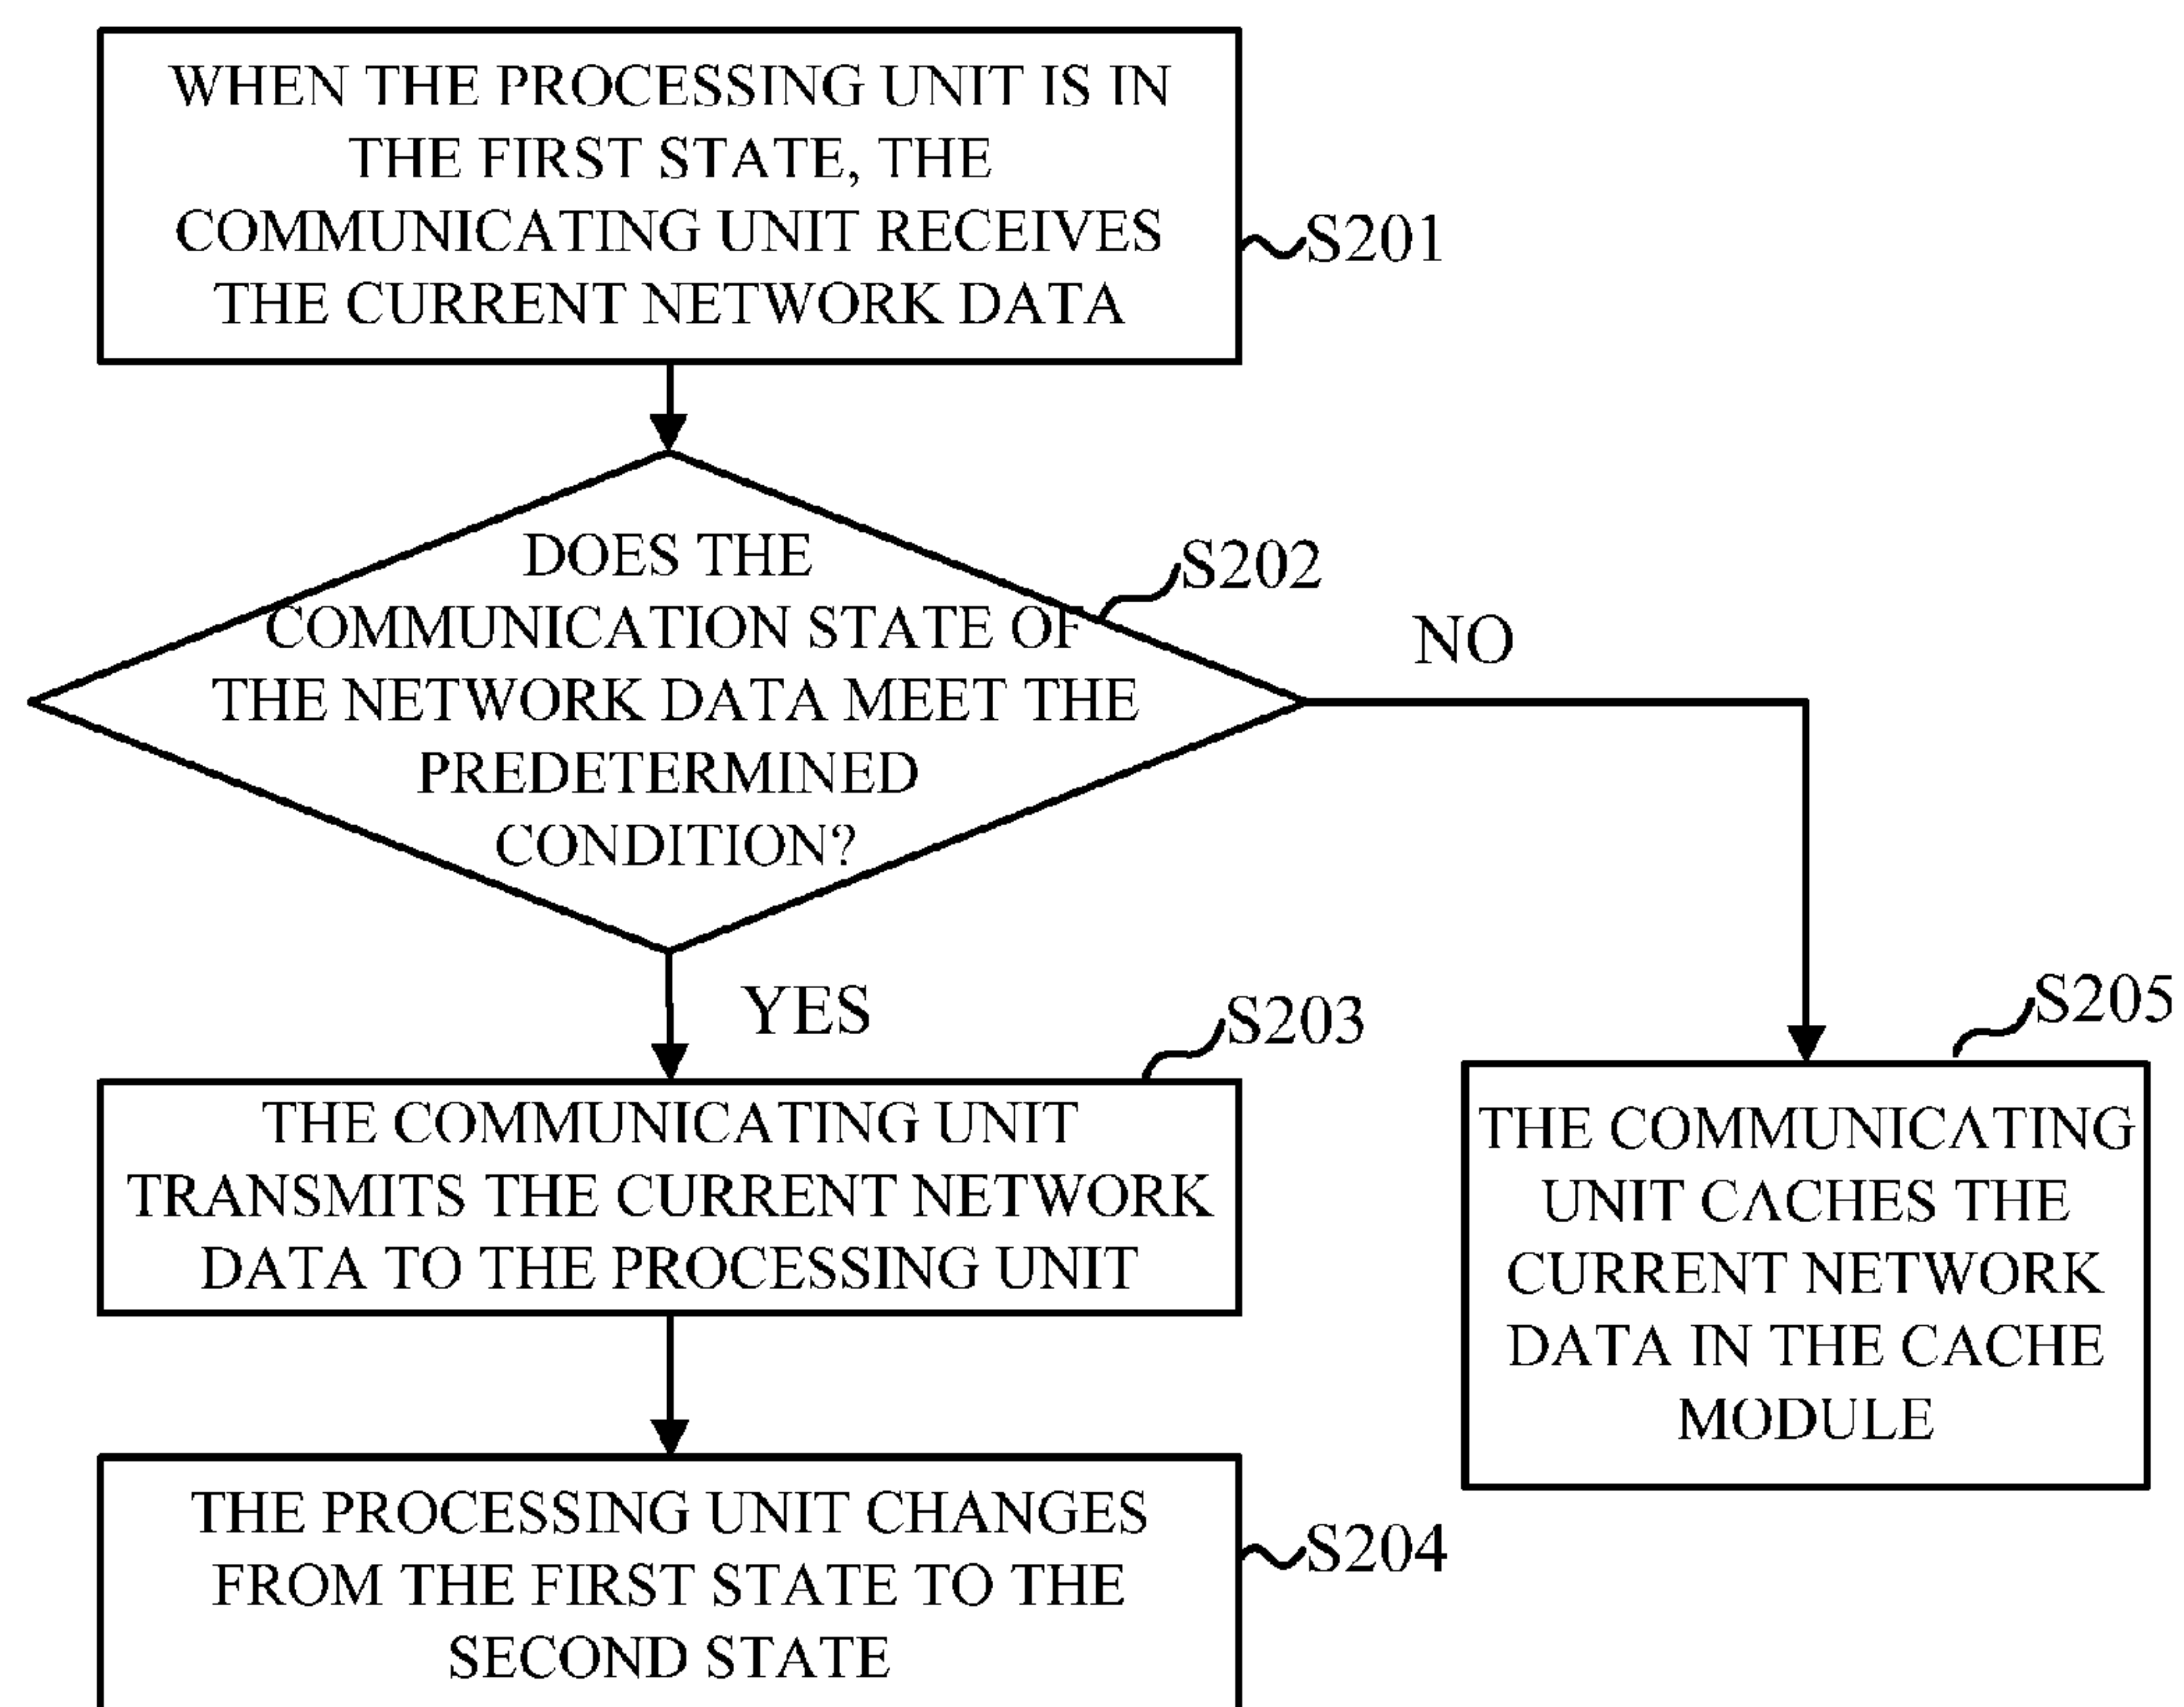 WHEN THE PROCESSING UNIT IS IN
THE FIRST STATE, THE
COMMUNICATING UNIT RECEIVES
THE CURRENT NETWORK DATA
S201
DOES THE
COMMUNICATION STATE OF
THE NETWORK DATA MEET THE
PREDETERMINED
CONDITION?
S202
NO
YES
S203
THE COMMUNICATING UNIT
TRANSMITS THE CURRENT NETWORK
DATA TO THE PROCESSING UNIT
S205
THE COMMUNICATING
UNIT CACHES THE
CURRENT NETWORK
DATA IN THE CACHE
MODULE
THE PROCESSING UNIT CHANGES
FROM THE FIRST STATE TO THE
SECOND STATE
S204